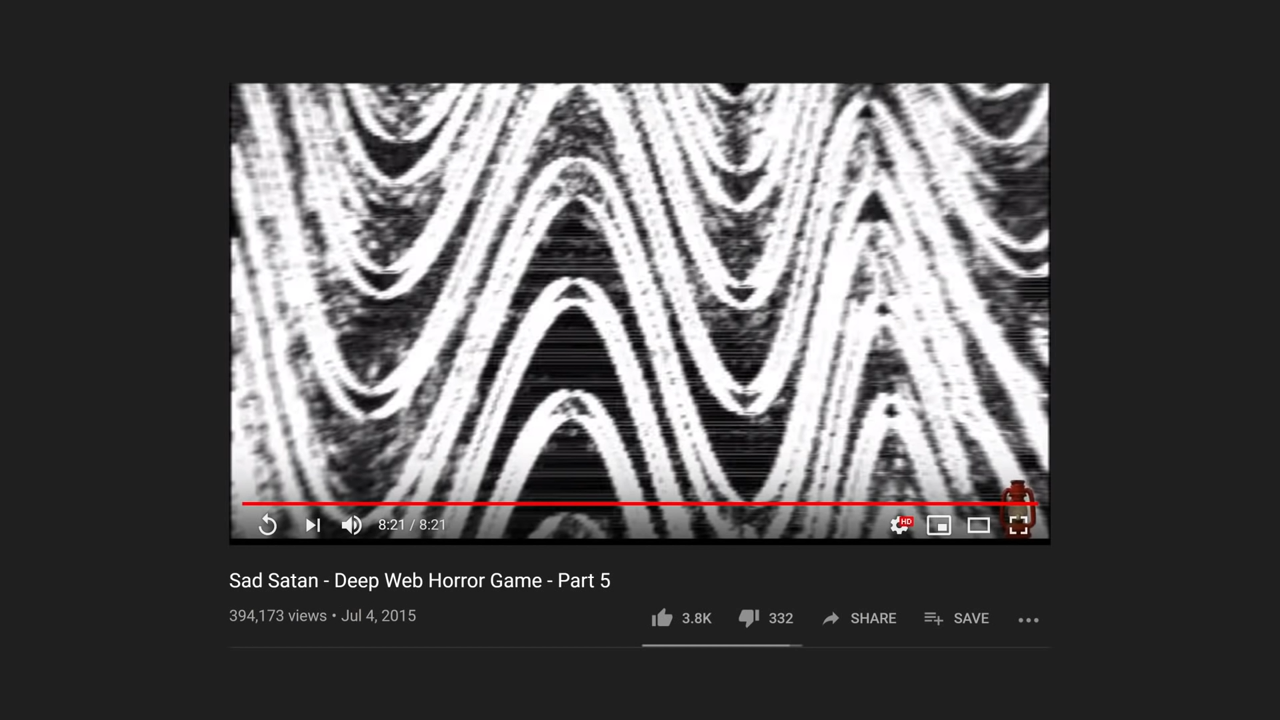 HD
8:21 / 8:21
Sad Satan - Deep Web Horror Game - Part 5
394,173 views • Jul 4, 2015
3.8K 332 SHARE SAVE